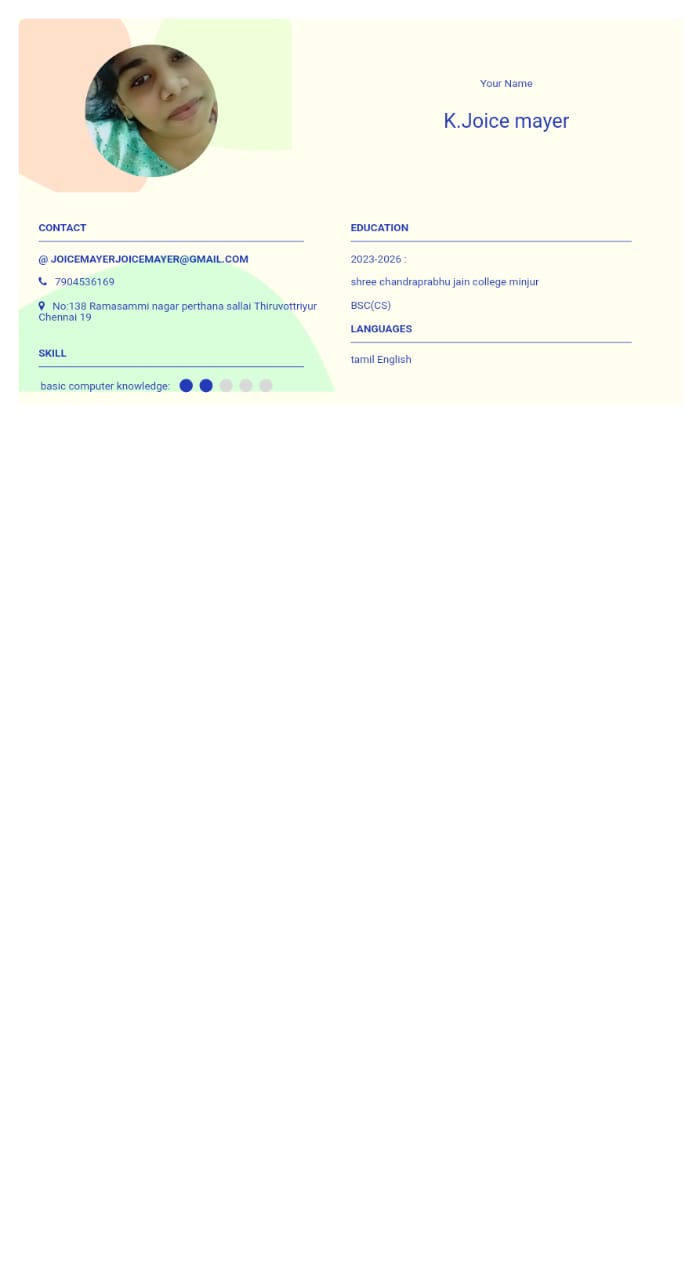 Your Name
K.Joice mayer
CONTACT
@ JOICEMAYERJOICEMAYER@GMAIL.COM
7904536169
No:138 Ramasammi nagar perthana sallai Thiruvottriyur
Chennai 19
SKILL
basic computer knowledge:
EDUCATION
2023-2026 :
shree chandraprabhu jain college minjur
BSC(CS)
LANGUAGES
tamil English